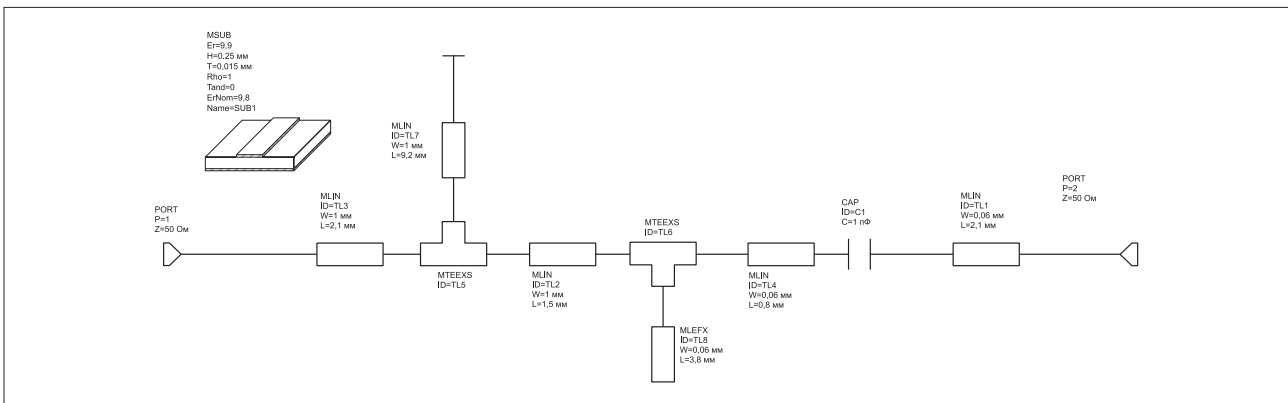 MSUB
Er=9,9
H=0.25 мм
T=0,015 мм
Rho=1
Tand=0
ErNom=9,8
Name=SUB1
PORT
P=1
Z=50 Ом
MLIN
ID=TL3
W=1 мм
L=2,1 мм
MLIN
ID=TL7
W=1 мм
L=9,2 мм
MTEEXS
ID=TL5
MLIN
ID=TL2
W=1 мм
L=1,5 мм
MTEEXS
ID=TL6
MLEFX
ID=TL8
W=0,06 мм
L=3,8 мм
MLIN
ID=TL4
W=0,06 мм
L=0,8 мм
CAP
ID=C1
C=1 пФ
MLIN
ID=TL1
W=0,06 мм
L=2,1 мм
PORT
P=2
Z=50 Ом